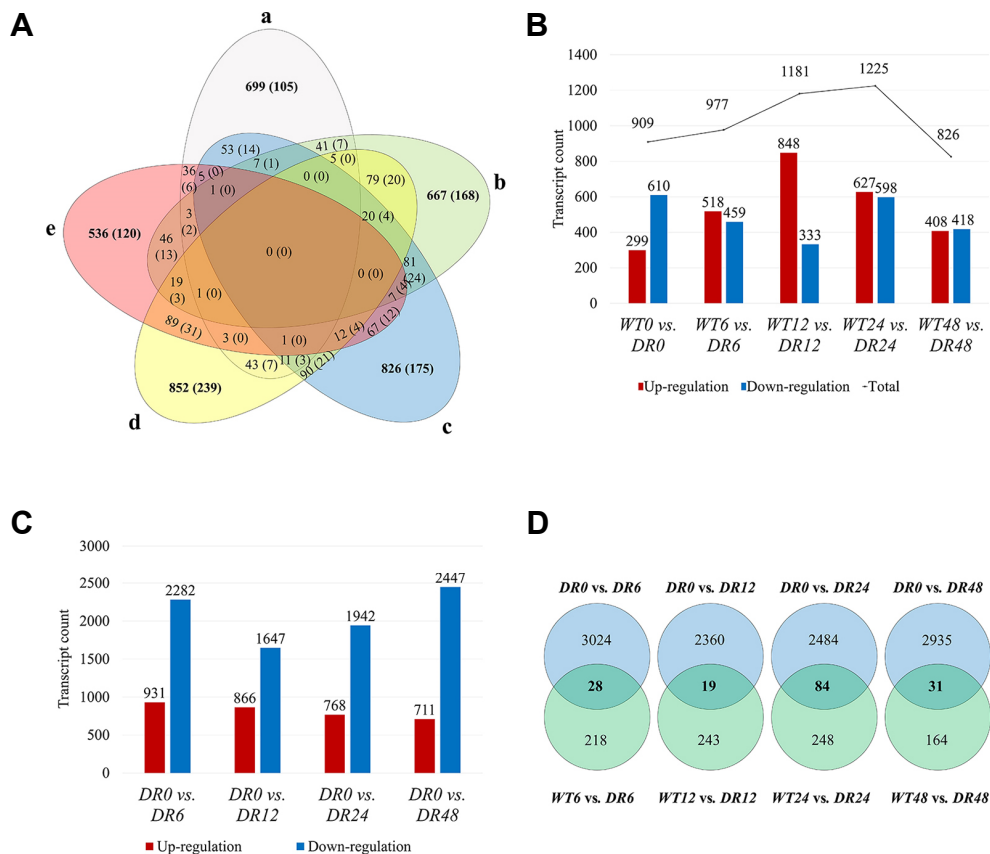 A
a
699 (105)
53 (14)
7 (1)
41 (7)
5 (0)
0 (0)
79 (20)
667 (168)
b
36
(6)
5 (0)
1 (0)
20 (4)
e
536 (120)
3
(2)
46
(13)
0 (0)
0 (0)
81
(24)
7 (4)
19
(3)
1 (0)
89 (31)
3 (0)
1 (0)
12 (4)
67 (12)
43 (7)
11 (3)
90 (21)
852 (239)
826 (175)
d
c
B
Transcript count
1400
1200
1000
800
600
400
200
0
909
977
1181
1225
826
299
610
518
459
848
333
627
598
408
418
WT0 vs.
DR0
WT6 vs.
DR6
WT12 vs.
DR12
WT24 vs.
DR24
WT48 vs.
DR48
Up-regulation
Down-regulation
Total
C
Transcript count
3000
2500
2000
1500
1000
500
0
931
2282
866
1647
768
1942
711
2447
DR0 vs.
DR6
DR0 vs.
DR12
DR0 vs.
DR24
DR0 vs.
DR48
Up-regulation
Down-regulation
D
DR0 vs. DR6
DR0 vs. DR12
DR0 vs. DR24
DR0 vs. DR48
3024
2360
2484
2935
28
19
84
31
218
243
248
164
WT6 vs. DR6
WT12 vs. DR12
WT24 vs. DR24
WT48 vs. DR48